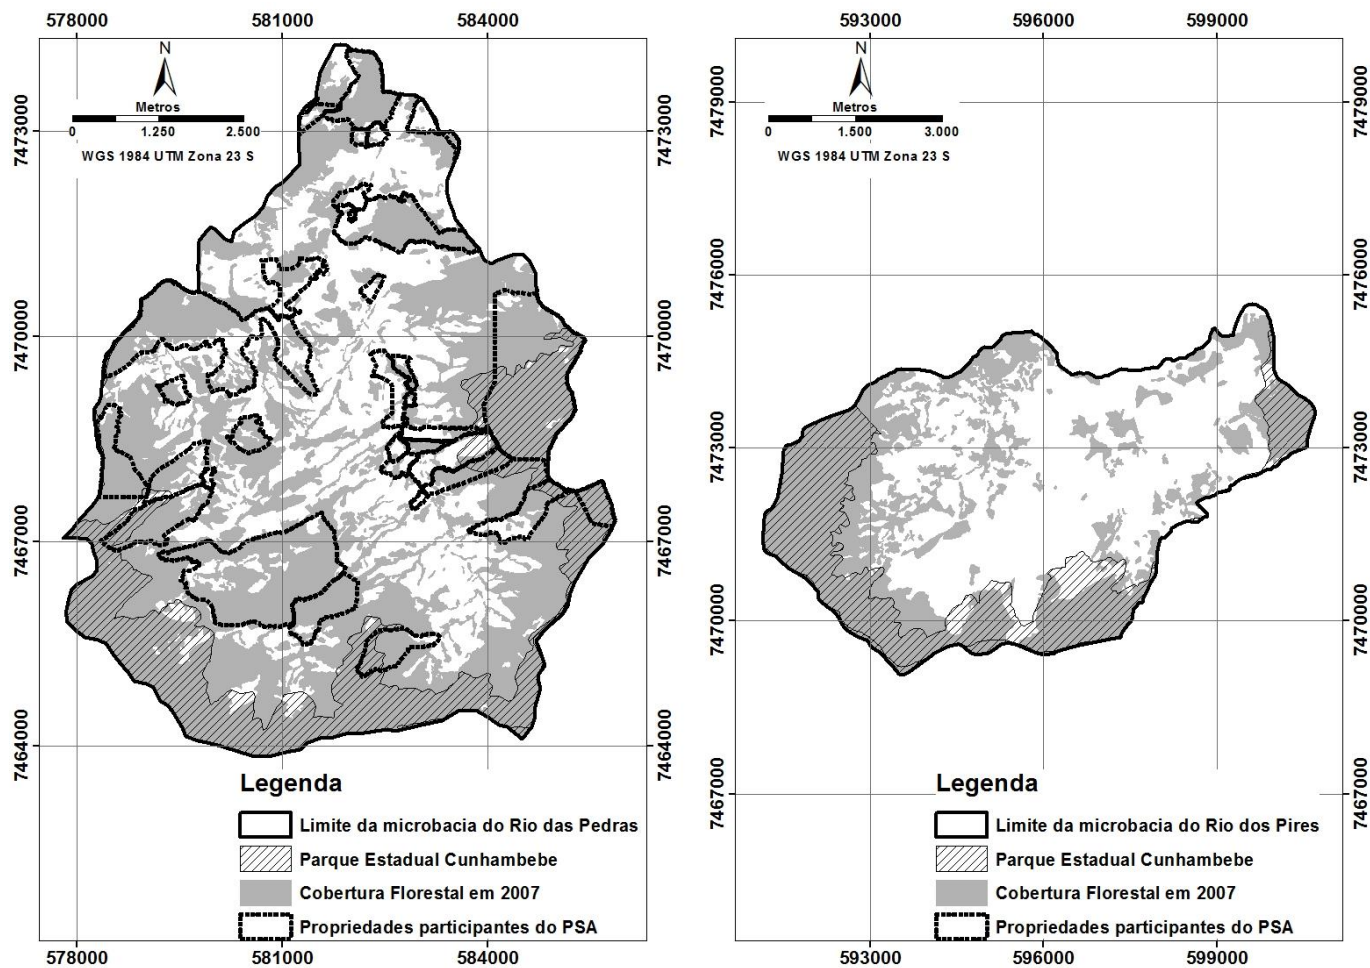 578000 581000 584000
593000 596000 599000
N
Metros
0 1.250 2.500
WGS 1984 UTM Zona 23 S
N
Metros
0 1.500 3.000
WGS 1984 UTM Zona 23 S
7473000
7470000
7467000
7464000
7473000
7470000
7467000
7464000
7479000
7476000
7473000
7470000
7467000
7479000
7476000
7473000
7470000
7467000
Legenda
Limite da microbacia do Rio das Pedras
Parque Estadual Cunhambebe
Cobertura Florestal em 2007
Propriedades participantes do PSA
Legenda
Limite da microbacia do Rio dos Pires
Parque Estadual Cunhambebe
Cobertura Florestal em 2007
Propriedades participantes do PSA
578000 581000 584000
593000 596000 599000